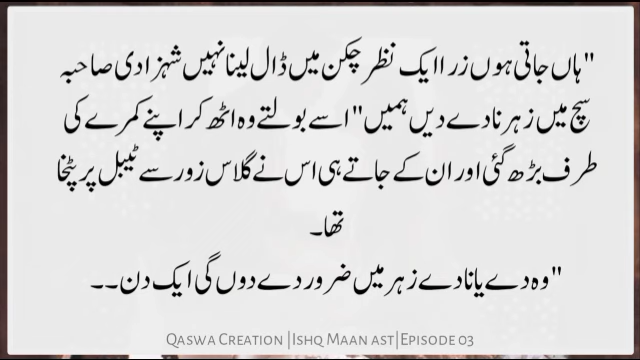 "ہاں جاتی ہوں زرا ایک نظر چکن میں ڈال لینا نہیں شہزادی صاحبہ
سچ میں زہر نا دے دیں ہمیں" اسے بولتے وہ اٹھ کر اپنے کمرے کی
طرف بڑھ گئی اور ان کے جاتے ہی اس نے گلاس زور سے ٹیبل پر پٹخا
تھا۔
"وہ دے یا نا دے زہر میں ضرور دے دوں گی ایک دن۔۔
Qaswa Creation |Ishq Maan ast|Episode 03